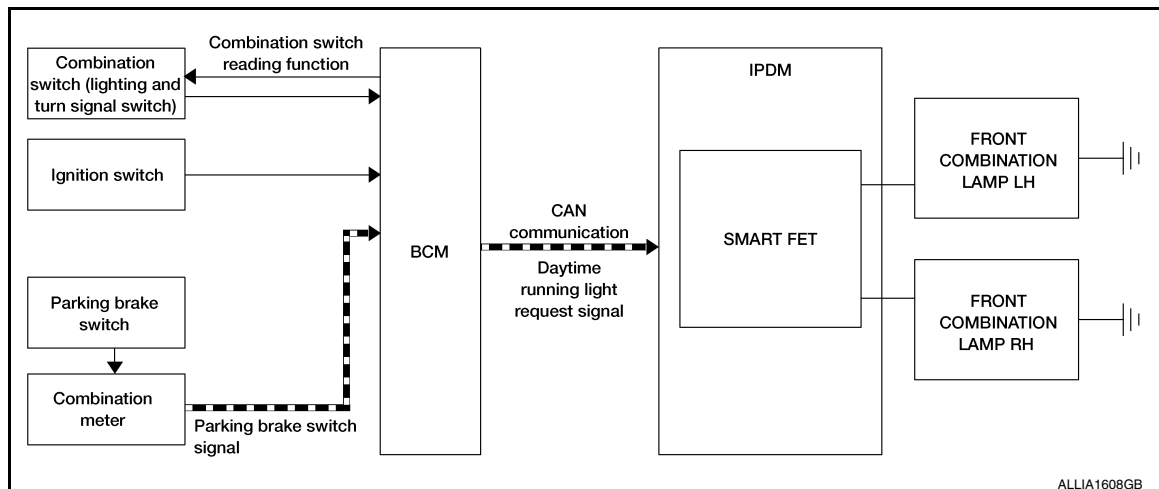 Combination
switch (lighting and
turn signal switch)
Combination switch
reading function
Ignition switch
Parking brake
switch
Combination
meter
Parking brake switch
signal
BCM
CAN
communication
Daytime
running light
request signal
IPDM
SMART FET
FRONT
COMBINATION
LAMP LH
FRONT
COMBINATION
LAMP RH
ALLIA1608GB